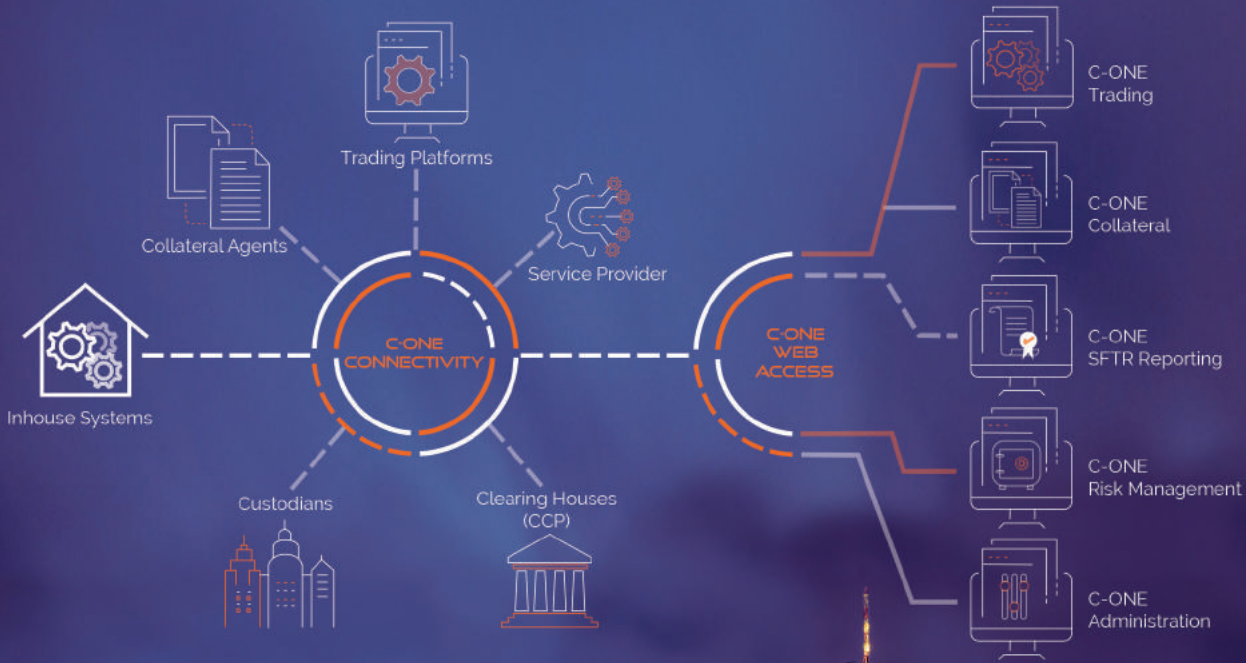 Trading Platforms
Collateral Agents
Service Provider
Inhouse Systems
C-ONE
CONNECTIVITY
Custodians
Clearing Houses
(CCP)
C-ONE
WEB
ACCESS
C-ONE
Trading
C-ONE
Collateral
C-ONE
SFTR Reporting
C-ONE
Risk Management
C-ONE
Administration